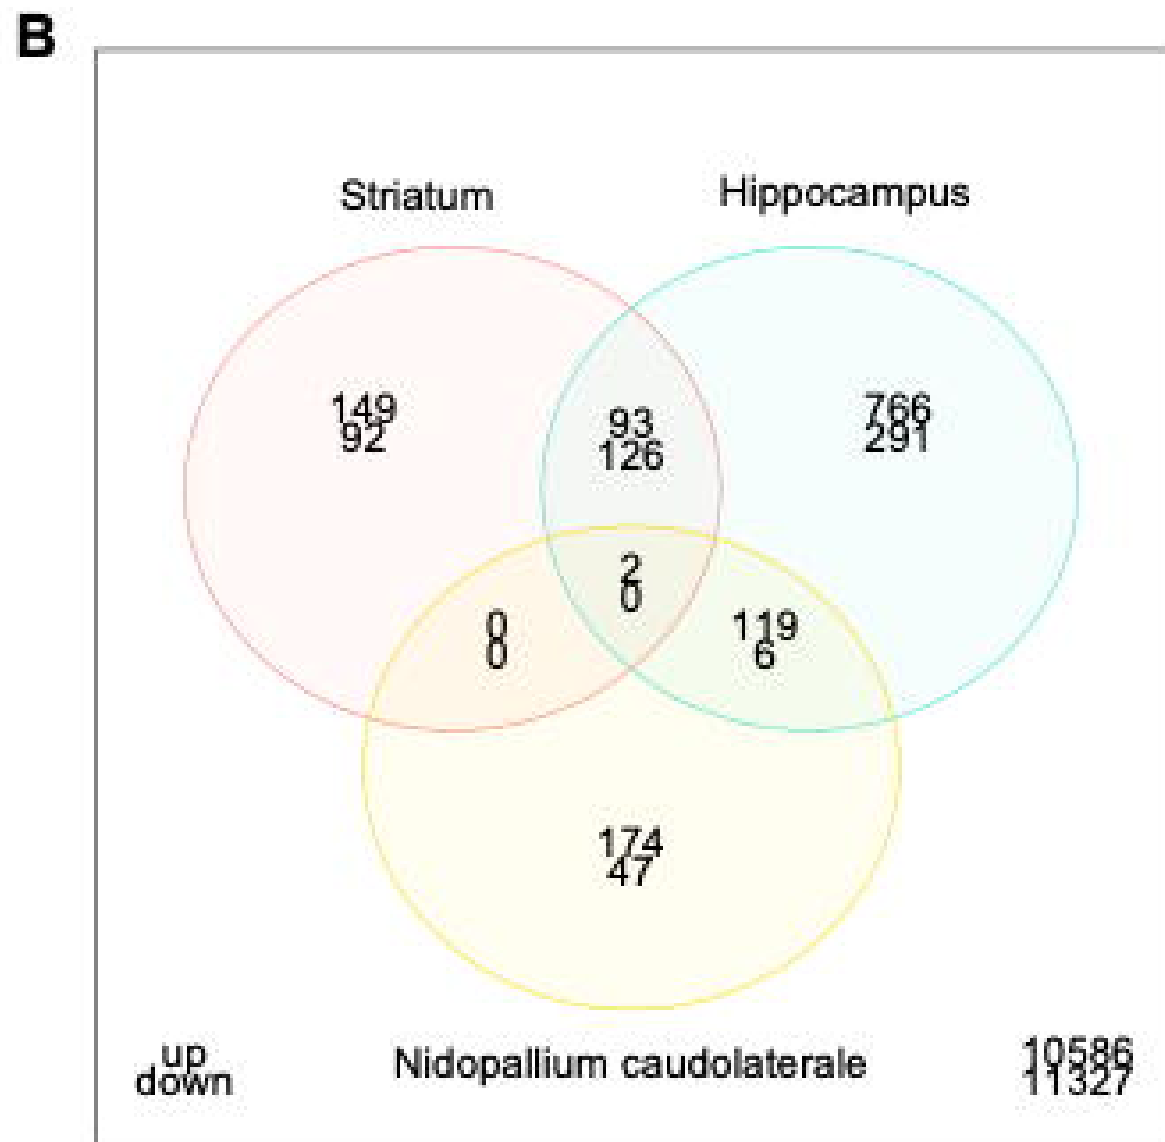 B
Striatum
Hippocampus
149
92
93
126
766
291
2
0
0
0
119
6
174
47
up
down
Nidopallium caudolaterale
10586
11327